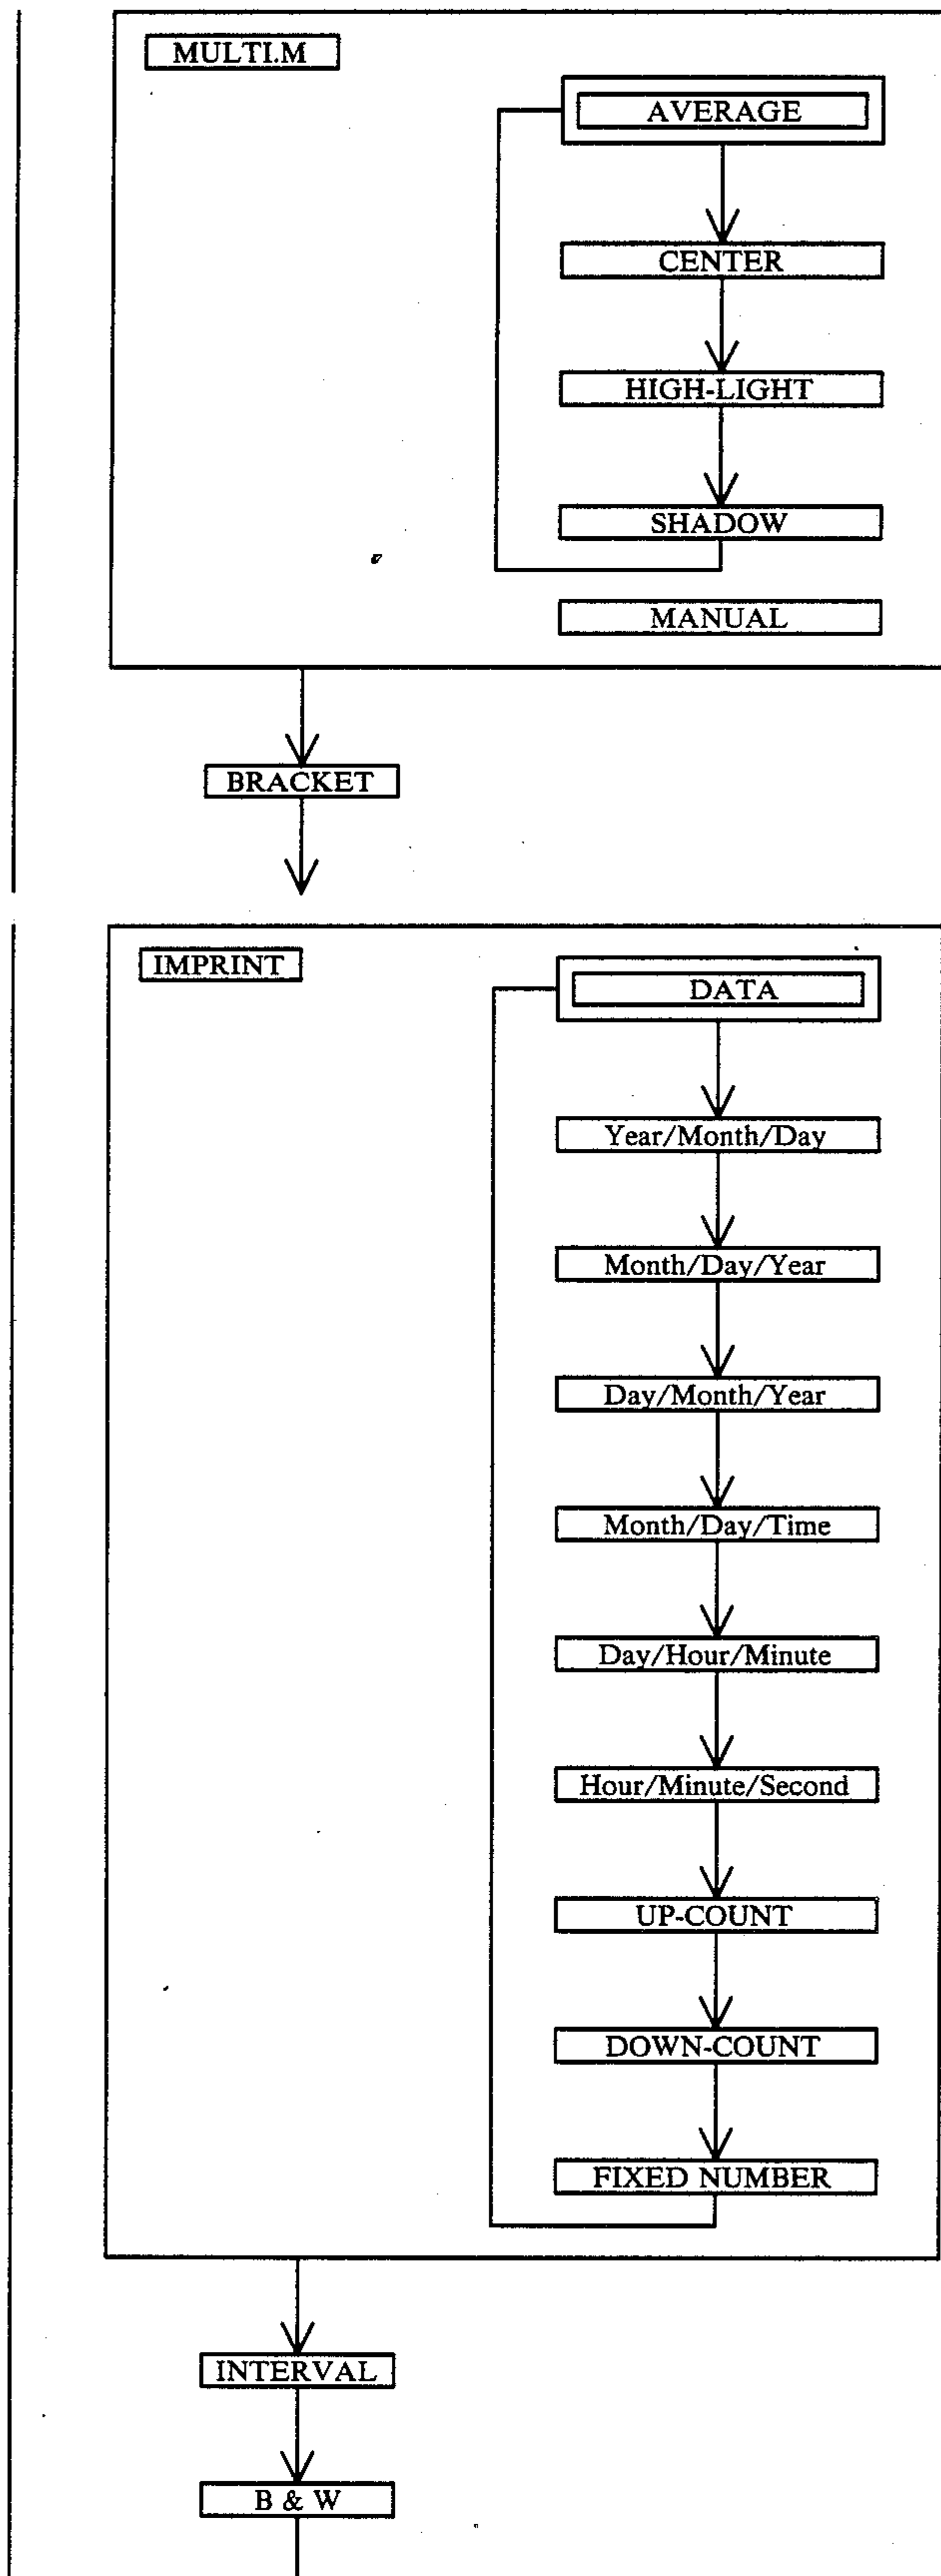 MULTI.M
AVERAGE
CENTER
HIGH-LIGHT
SHADOW
MANUAL
BRACKET
IMPRINT
DATA
Year/Month/Day
Month/Day/Year
Day/Month/Year
Month/Day/Time
Day/Hour/Minute
Hour/Minute/Second
UP-COUNT
DOWN-COUNT
FIXED NUMBER
INTERVAL
B & W